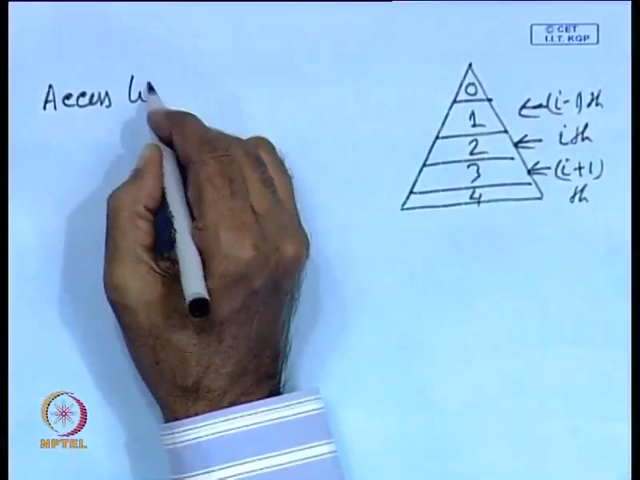 © CET
I.I.T. KGP
Access
0
1
2
3
4
(i-1)th
ith
(i+1)
th
NPTEL